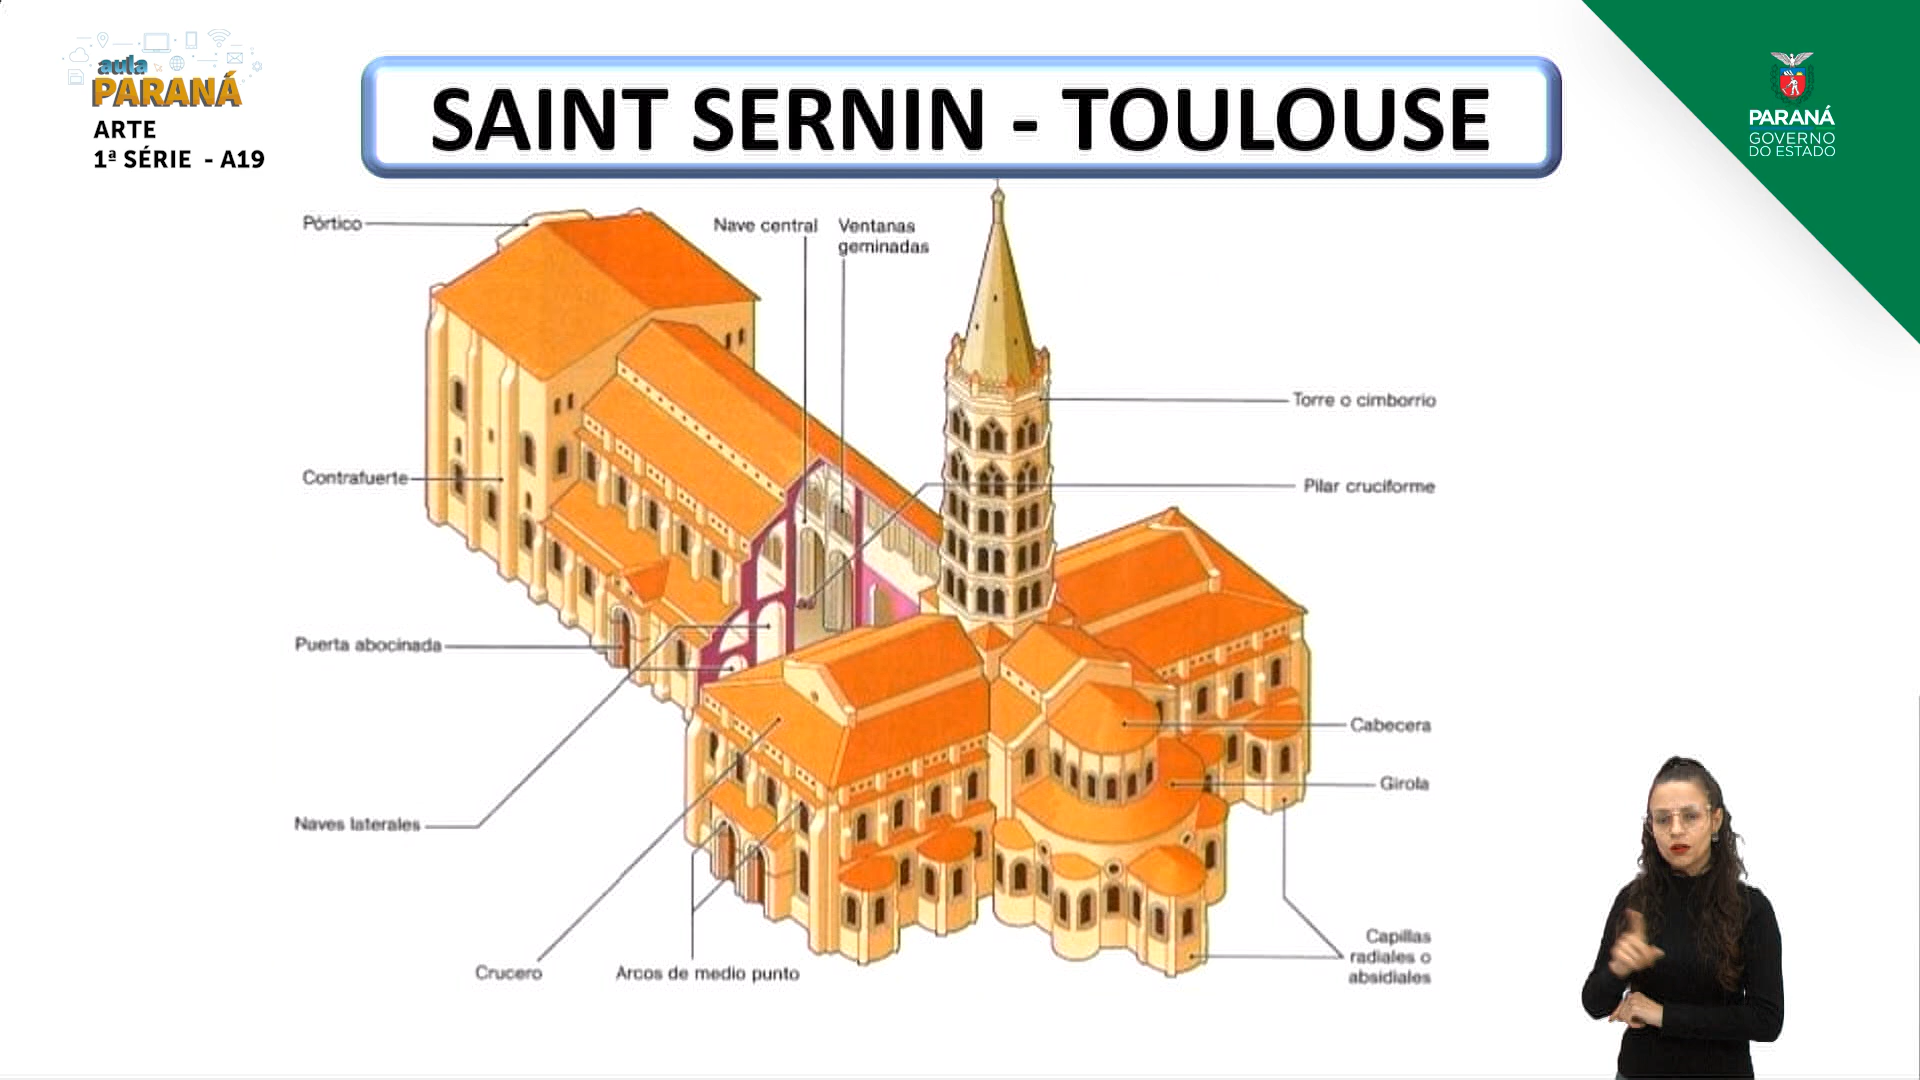 aula
PARANÁ
ARTE
1ª SÉRIE - A19
SAINT SERNIN - TOULOUSE
PARANÁ
GOVERNO
DO ESTADO
Pórtico
Nave central
Ventanas
geminadas
Torre o cimborrio
Contrafuerte
Pilar cruciforme
Puerta abocinada
Cabecera
Girola
Naves laterales
Crucero
Arcos de medio punto
Capillas
radiales o
absidiales